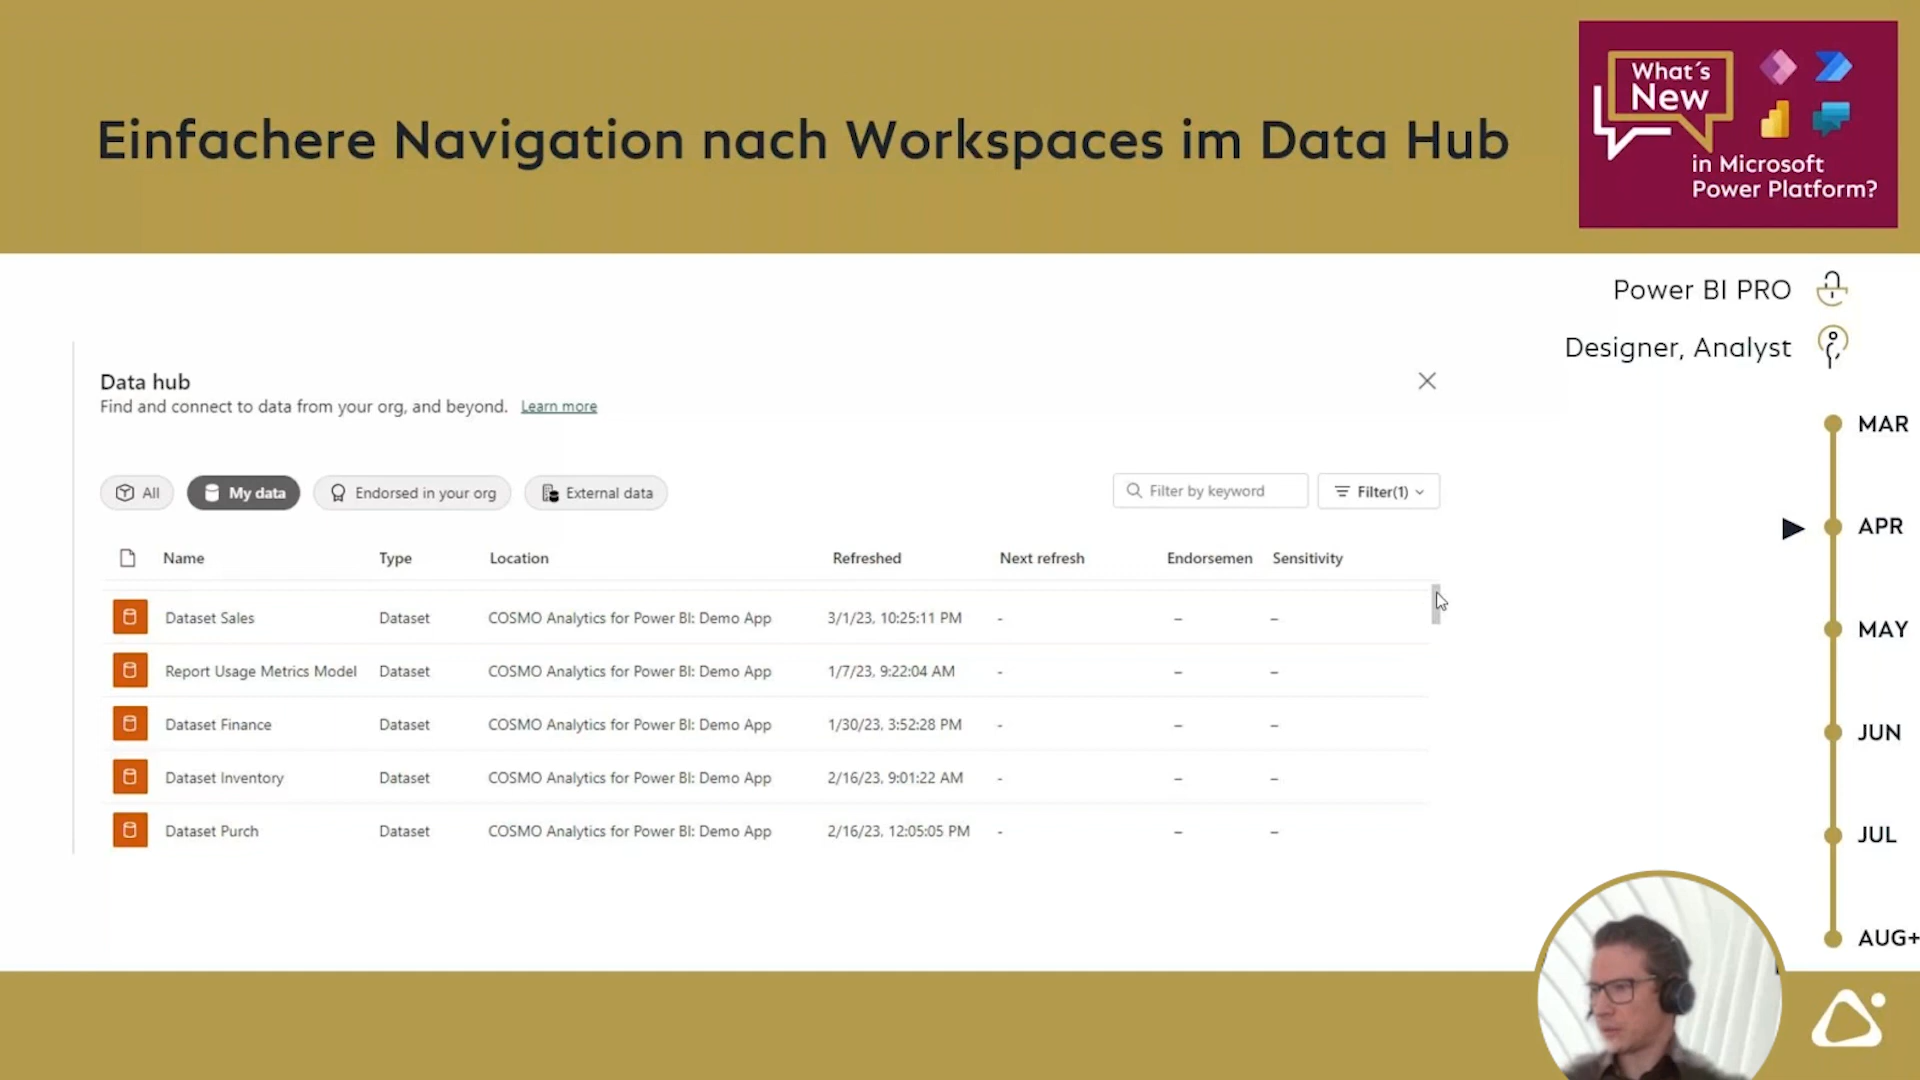 Einfachere Navigation nach Workspaces im Data Hub
What´s
New
in Microsoft
Power Platform?
Power BI PRO
Designer, Analyst
Data hub
Find and connect to data from your org, and beyond. Learn more
All My data Endorsed in your org External data Filter by keyword Filter(1)
Name Type Location Refreshed Next refresh Endorsemen Sensitivity
Dataset Sales Dataset COSMO Analytics for Power BI: Demo App 3/1/23, 10:25:11 PM - – –
Report Usage Metrics Model Dataset COSMO Analytics for Power BI: Demo App 1/7/23, 9:22:04 AM - – –
Dataset Finance Dataset COSMO Analytics for Power BI: Demo App 1/30/23, 3:52:28 PM - – –
Dataset Inventory Dataset COSMO Analytics for Power BI: Demo App 2/16/23, 9:01:22 AM - – –
Dataset Purch Dataset COSMO Analytics for Power BI: Demo App 2/16/23, 12:05:05 PM - – –
MAR
APR
MAY
JUN
JUL
AUG+